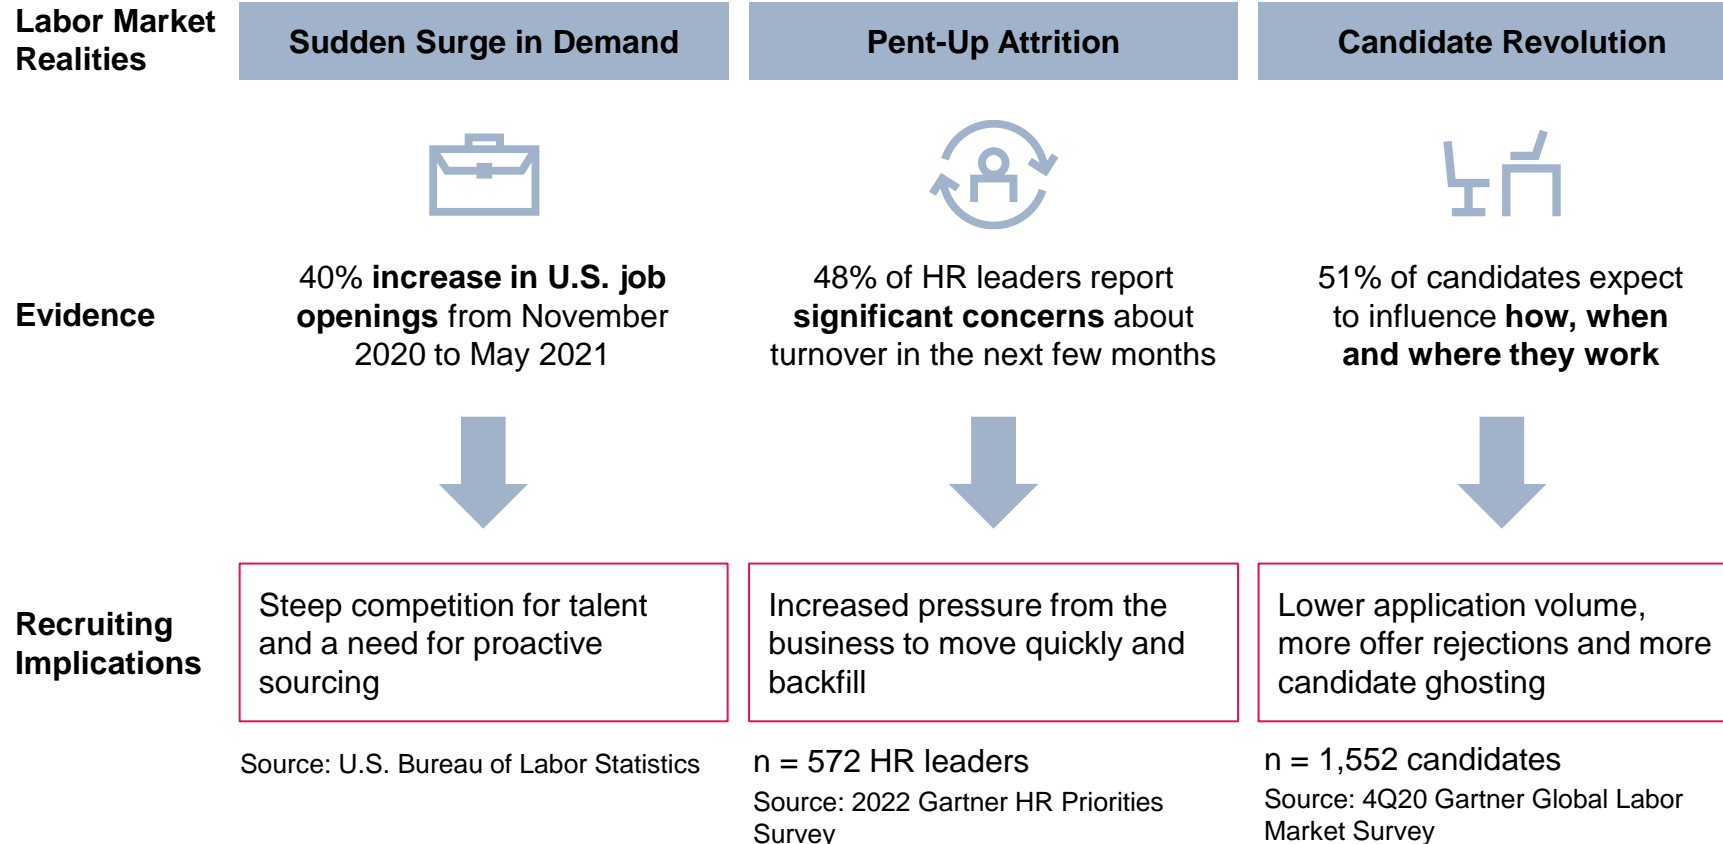 Labor Market
Realities
Sudden Surge in Demand
Pent-Up Attrition
Candidate Revolution
Evidence
40% increase in U.S. job
openings from November
2020 to May 2021
48% of HR leaders report
significant concerns about
turnover in the next few months
51% of candidates expect
to influence how, when
and where they work
Recruiting
Implications
Steep competition for talent
and a need for proactive
sourcing
Increased pressure from the
business to move quickly and
backfill
Lower application volume,
more offer rejections and more
candidate ghosting
Source: U.S. Bureau of Labor Statistics
n = 572 HR leaders
Source: 2022 Gartner HR Priorities
Survey
n = 1,552 candidates
Source: 4Q20 Gartner Global Labor
Market Survey